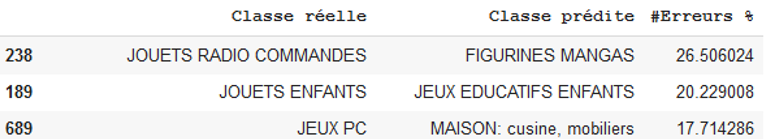 Classe réelle Classe prédite #Erreurs %
238 JOUETS RADIO COMMANDES FIGURINES MANGAS 26.506024
189 JOUETS ENFANTS JEUX EDUCATIFS ENFANTS 20.229008
689 JEUX PC MAISON: cusine, mobiliers 17.714286